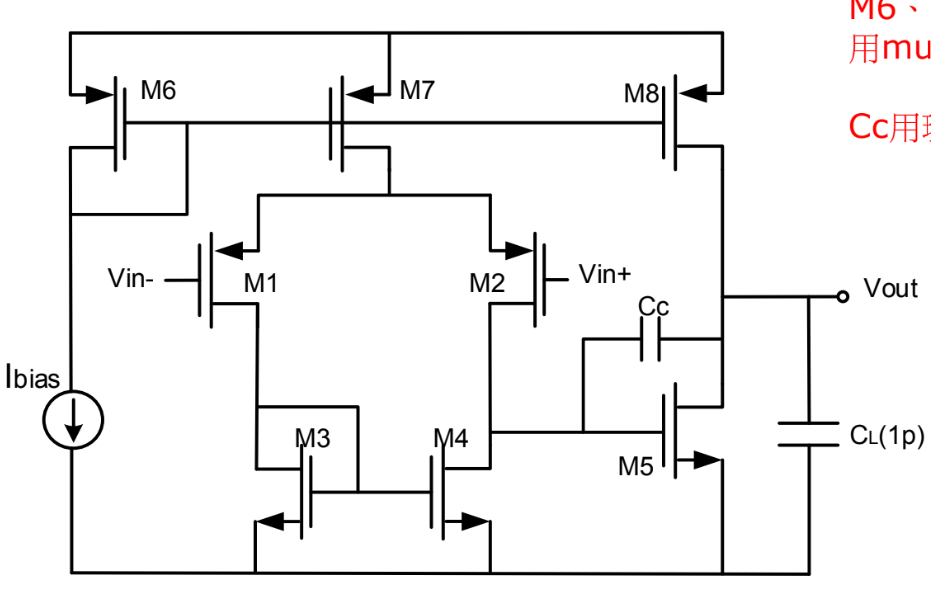 M6、
用mu
Cc用
M6
M7
M8
Vin-
M1
M2
Vin+
Cc
Vout
Ibias
M3
M4
M5
CL(1p)